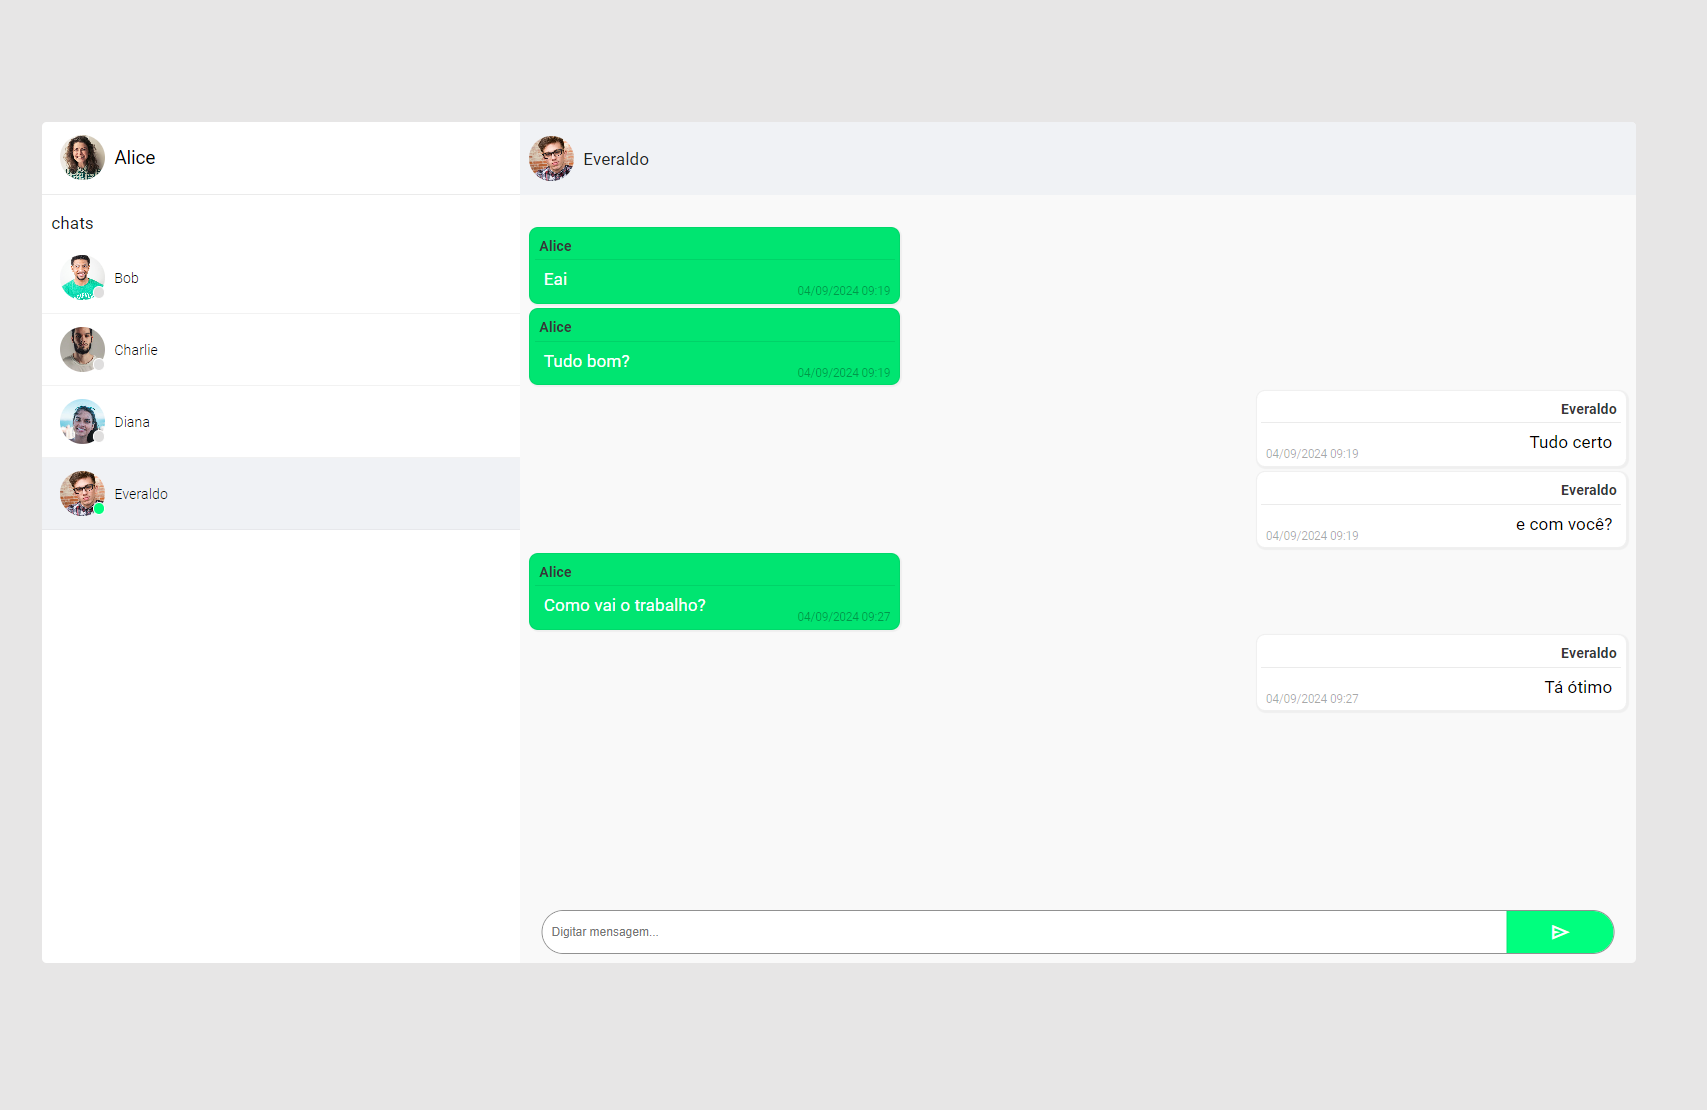 Alice
chats
Bob
Charlie
Diana
Everaldo
Everaldo
Alice
Eai
04/09/2024 09:19
Alice
Tudo bom?
04/09/2024 09:19
Everaldo
Tudo certo
04/09/2024 09:19
Everaldo
e com você?
04/09/2024 09:19
Alice
Como vai o trabalho?
04/09/2024 09:27
Everaldo
Tá ótimo
04/09/2024 09:27
Digitar mensagem...